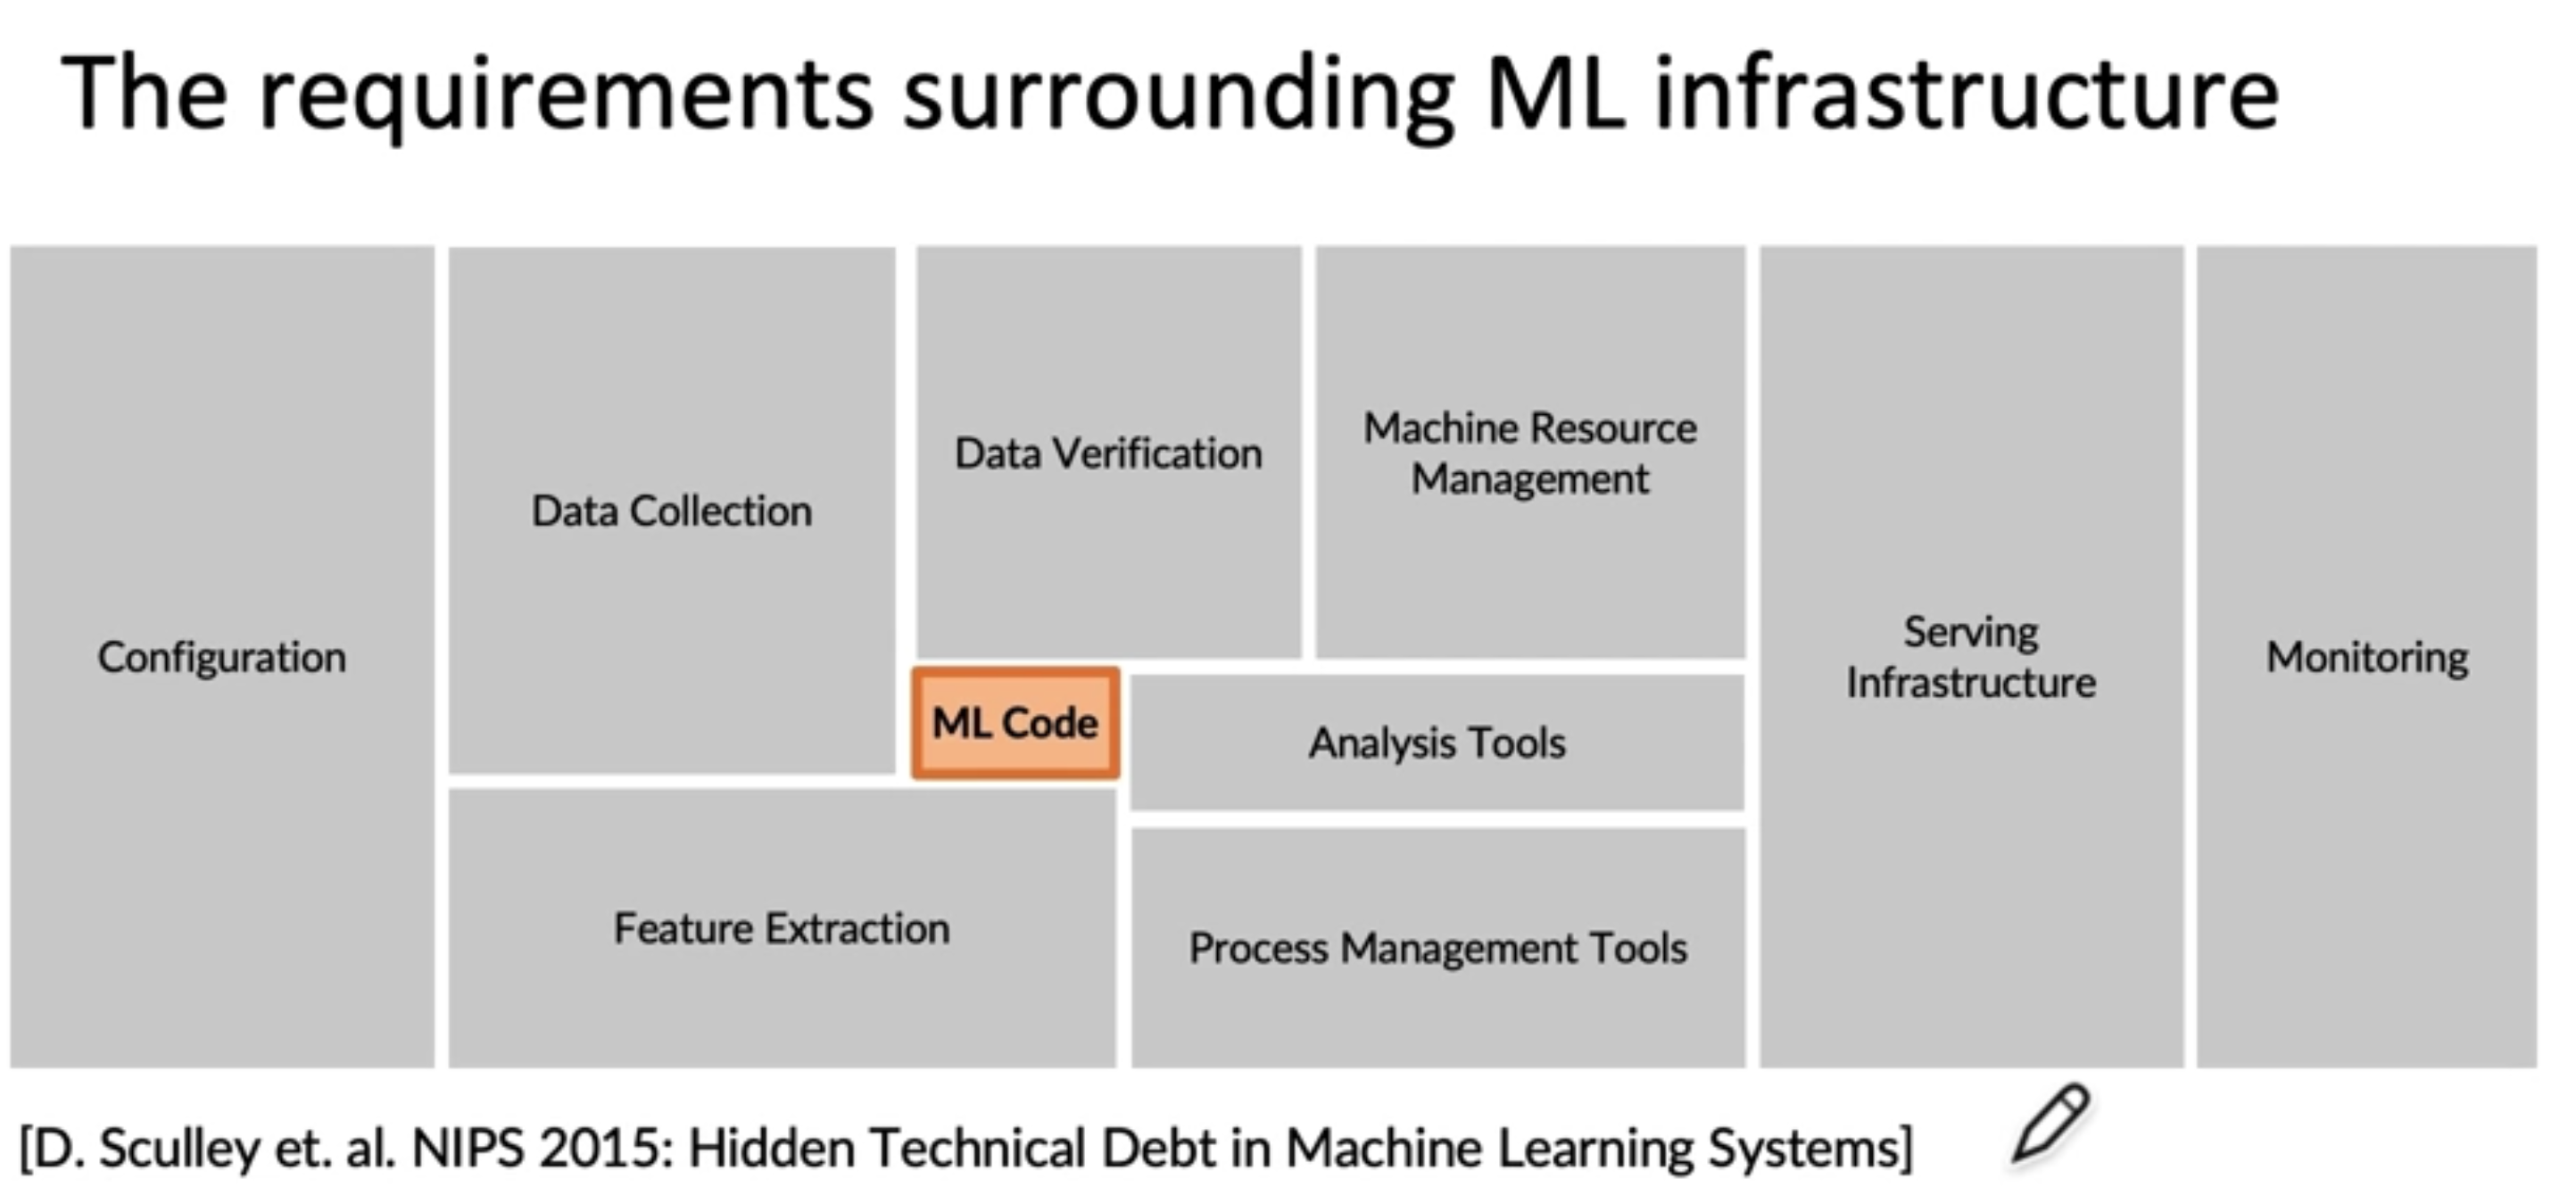 The requirements surrounding ML infrastructure
Configuration
Data Collection
Data Verification
Machine Resource
Management
ML Code
Analysis Tools
Feature Extraction
Process Management Tools
Serving
Infrastructure
Monitoring
[D. Sculley et. al. NIPS 2015: Hidden Technical Debt in Machine Learning Systems]